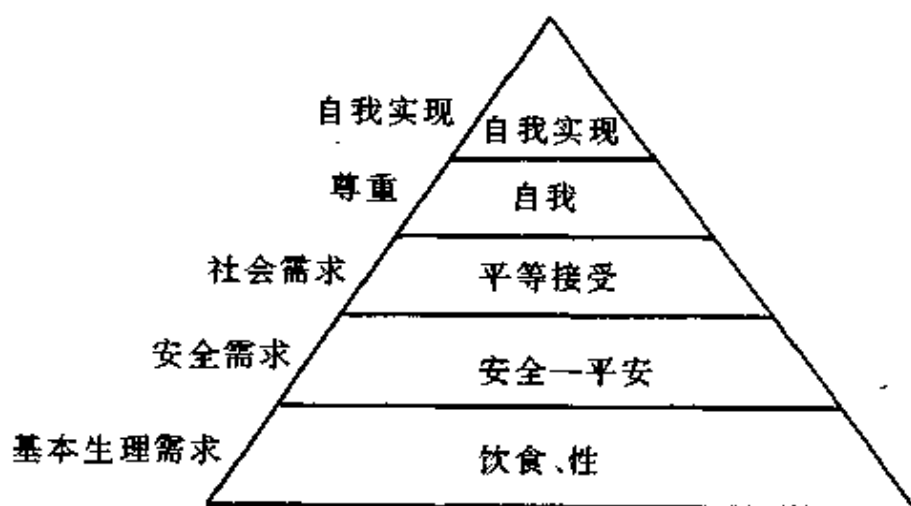 自我实现
自我实现
尊重
自我
社会需求
平等接受
安全需求
安全—平安
基本生理需求
饮食、性